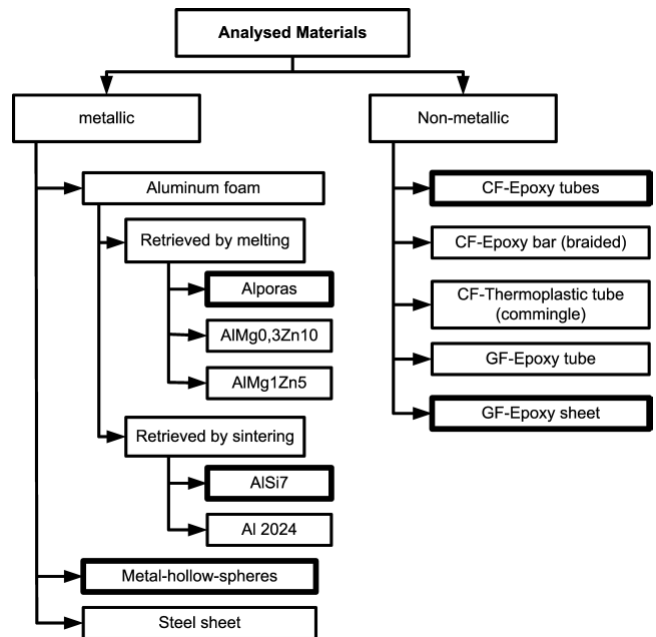 Analysed Materials
metallic
Non-metallic
Aluminum foam
Retrieved by melting
Alporas
AlMg0,3Zn10
AlMg1Zn5
Retrieved by sintering
AlSi7
Al 2024
Metal-hollow-spheres
Steel sheet
CF-Epoxy tubes
CF-Epoxy bar (braided)
CF-Thermoplastic tube
(commingle)
GF-Epoxy tube
GF-Epoxy sheet